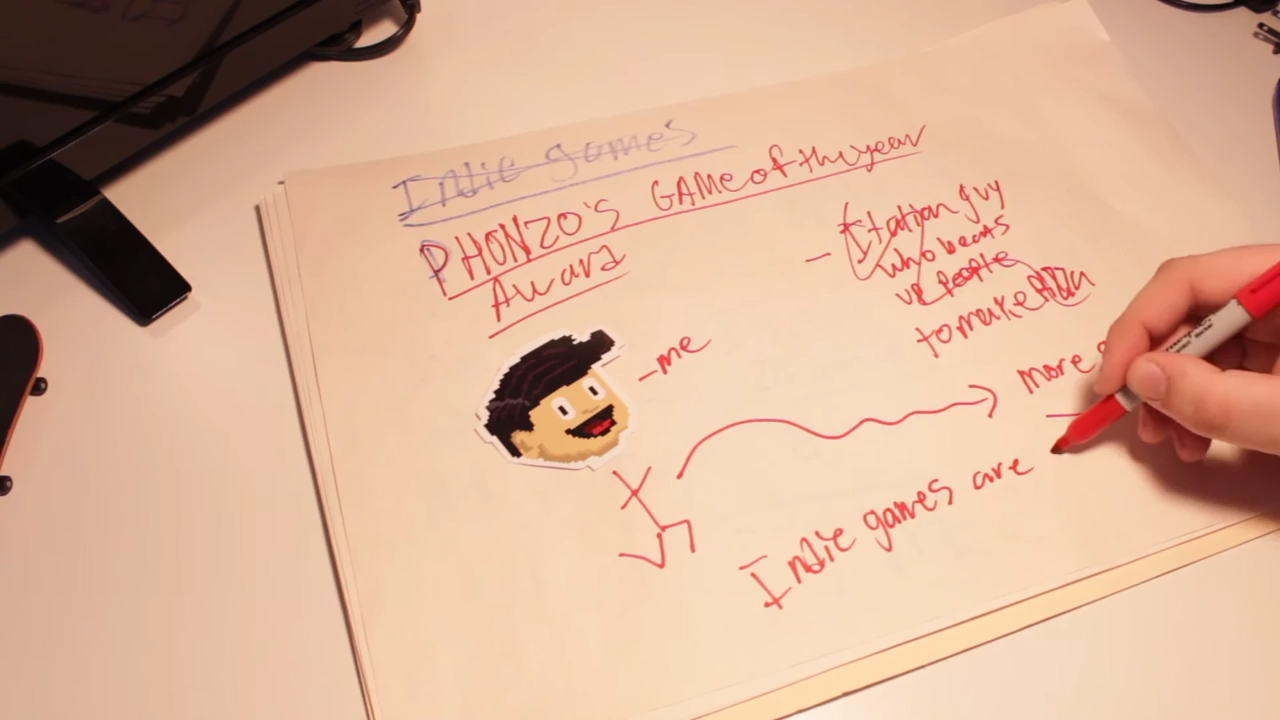 Indie games
PHONZO'S GAMe of the year
Award
- me
- Italian guy
who beats
up people
to make
more
Indie games are